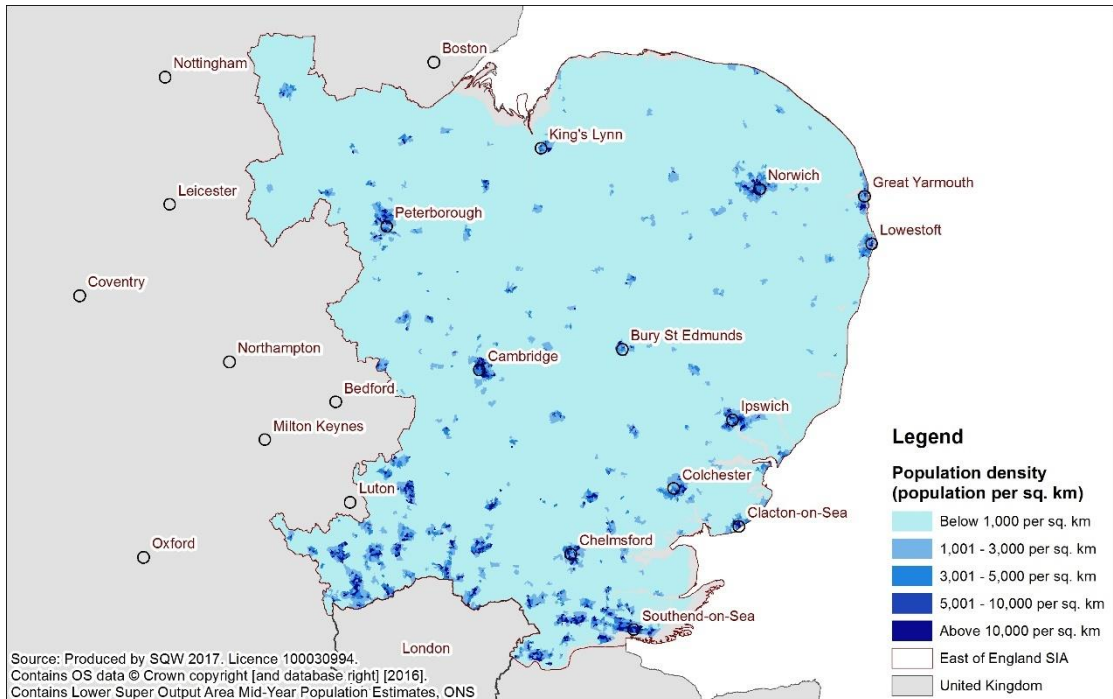 Boston
Nottingham
King's Lynn
Norwich
Leicester
Great Yarmouth
Peterborough
Lowestoft
Coventry
Bury St Edmunds
Northampton
Cambridge
Bedford
Ipswich
Milton Keynes
Colchester
Luton
Clacton-on-Sea
Oxford
Chelmsford
Southend-on-Sea
London
Legend
Population density
(population per sq. km)
Below 1,000 per sq. km
1,001 - 3,000 per sq. km
3,001 - 5,000 per sq. km
5,001 - 10,000 per sq. km
Above 10,000 per sq. km
East of England SIA
United Kingdom
Source: Produced by SQW 2017. Licence 100030994.
Contains OS data © Crown copyright [and database right] [2016].
Contains Lower Super Output Area Mid-Year Population Estimates, ONS